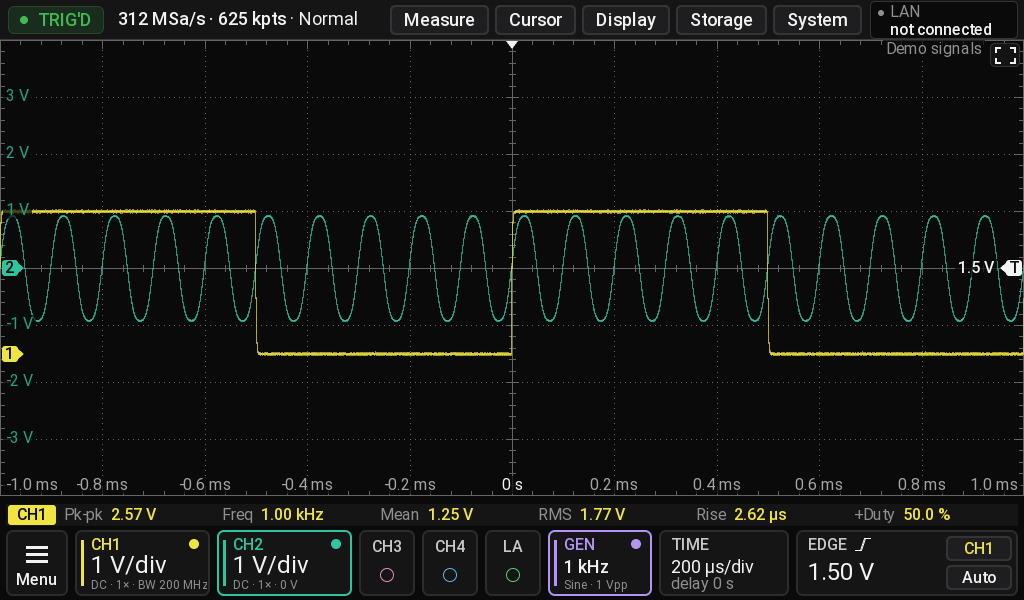 TRIG'D
312 MSa/s · 625 kpts · Normal
Measure
Cursor
Display
Storage
System
LAN
not connected
Demo signals
3 V
2 V
1 V
2
1.5 V
T
-1 V
1
-2 V
-3 V
-1.0 ms
-0.8 ms
-0.6 ms
-0.4 ms
-0.2 ms
0 s
0.2 ms
0.4 ms
0.6 ms
0.8 ms
1.0 ms
CH1 Pk-pk 2.57 V Freq 1.00 kHz Mean 1.25 V RMS 1.77 V Rise 2.62 µs +Duty 50.0 %
Menu
CH1
1 V/div
DC · 1× · BW 200 MHz
CH2
1 V/div
DC · 1× · 0 V
CH3
CH4
LA
GEN
1 kHz
Sine · 1 Vpp
TIME
200 µs/div
delay 0 s
EDGE
1.50 V
CH1
Auto